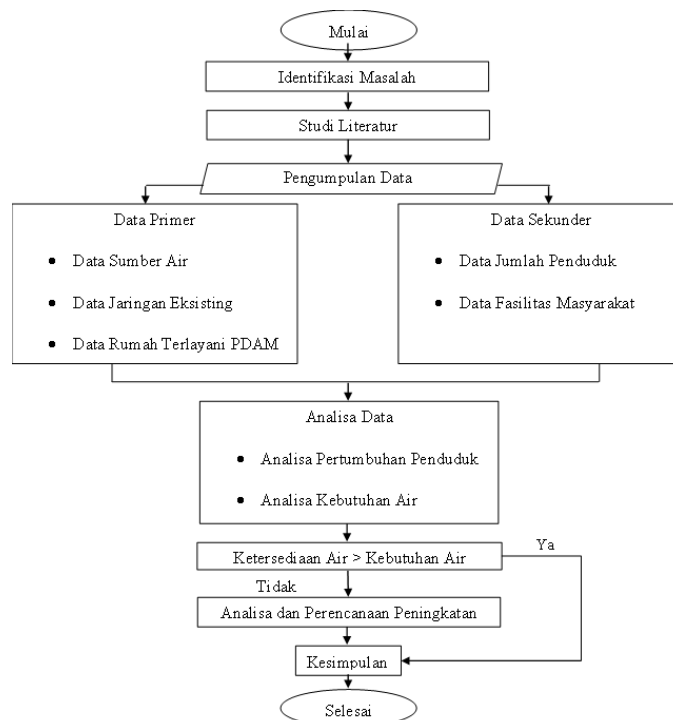 Mulai
Identifikasi Masalah
Studi Literatur
Pengumpulan Data
Data Primer
• Data Sumber Air
• Data Jaringan Eksisting
• Data Rumah Terlayani PDAM
Data Sekunder
• Data Jumlah Penduduk
• Data Fasilitas Masyarakat
Analisa Data
• Analisa Pertumbuhan Penduduk
• Analisa Kebutuhan Air
Ketersediaan Air > Kebutuhan Air
Ya
Tidak
Analisa dan Perencanaan Peningkatan
Kesimpulan
Selesai